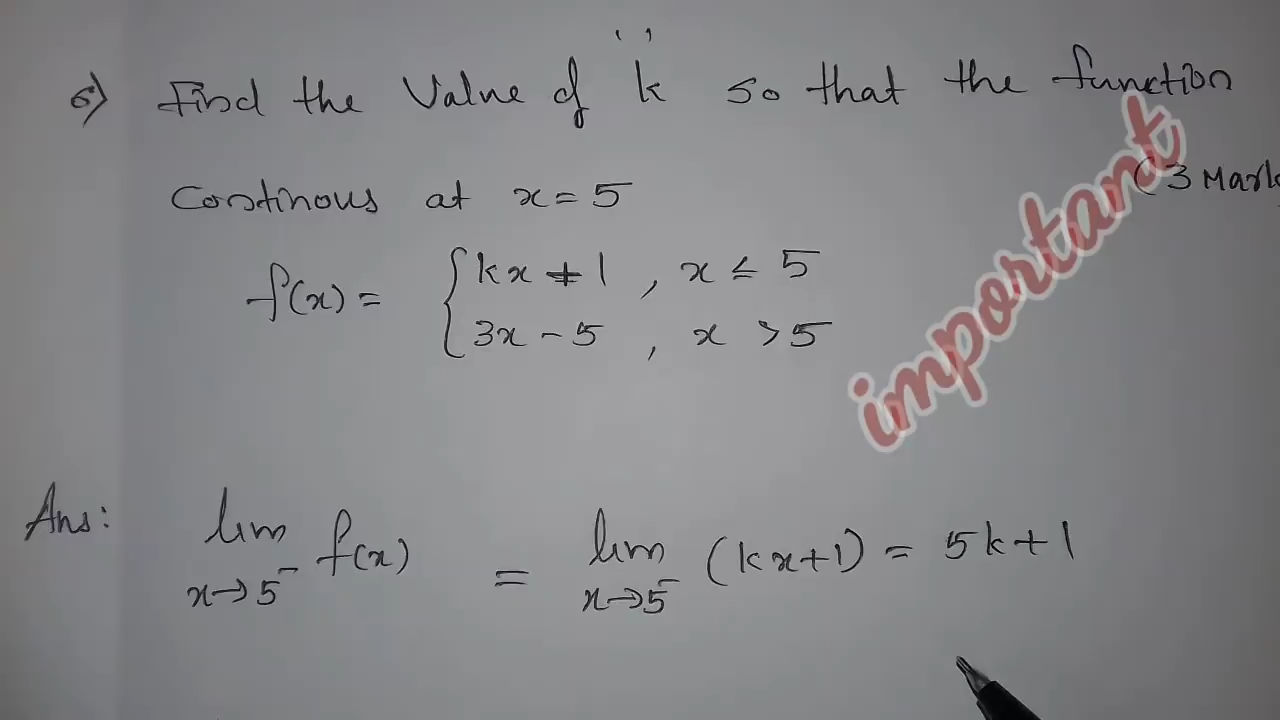 6) Find the Value of k so that the function
Continous at x = 5
(3 Mark
f(x) = { kx + 1 , x ≤ 5
3x - 5 , x > 5
important
Ans: lim x→5⁻ f(x) = lim x→5⁻ (kx+1) = 5k+1